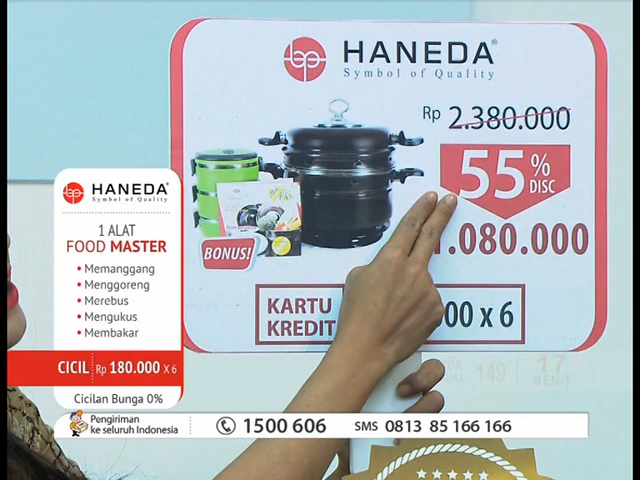 HANEDA®
Symbol of Quality
Rp 2.380.000
55% DISC
.080.000
BONUS!
KARTU
KREDIT
00 x 6
HANEDA®
Symbol of Quality
1 ALAT
FOOD MASTER
• Memanggang
• Menggoreng
• Merebus
• Mengukus
• Membakar
CICIL Rp 180.000 X 6
Cicilan Bunga 0%
149
17
MENIT
Pengiriman
ke seluruh Indonesia
1500 606
SMS 0813 85 166 166